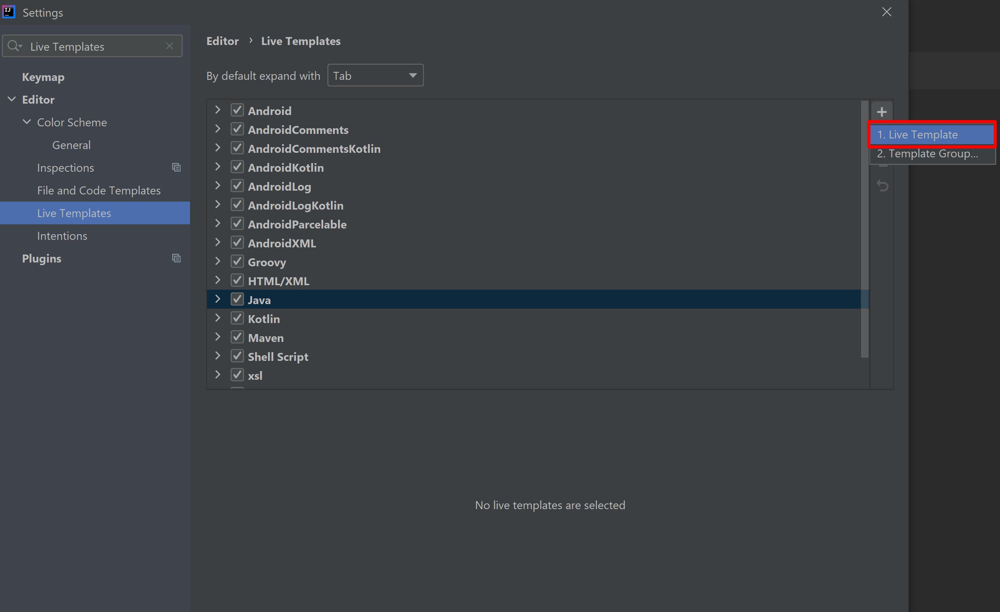 IJ
Settings
Live Templates
Keymap
Editor
Color Scheme
General
Inspections
File and Code Templates
Live Templates
Intentions
Plugins
Editor › Live Templates
By default expand with Tab
Android
AndroidComments
AndroidCommentsKotlin
AndroidKotlin
AndroidLog
AndroidLogKotlin
AndroidParcelable
AndroidXML
Groovy
HTML/XML
Java
Kotlin
Maven
Shell Script
xsl
1. Live Template
2. Template Group...
No live templates are selected